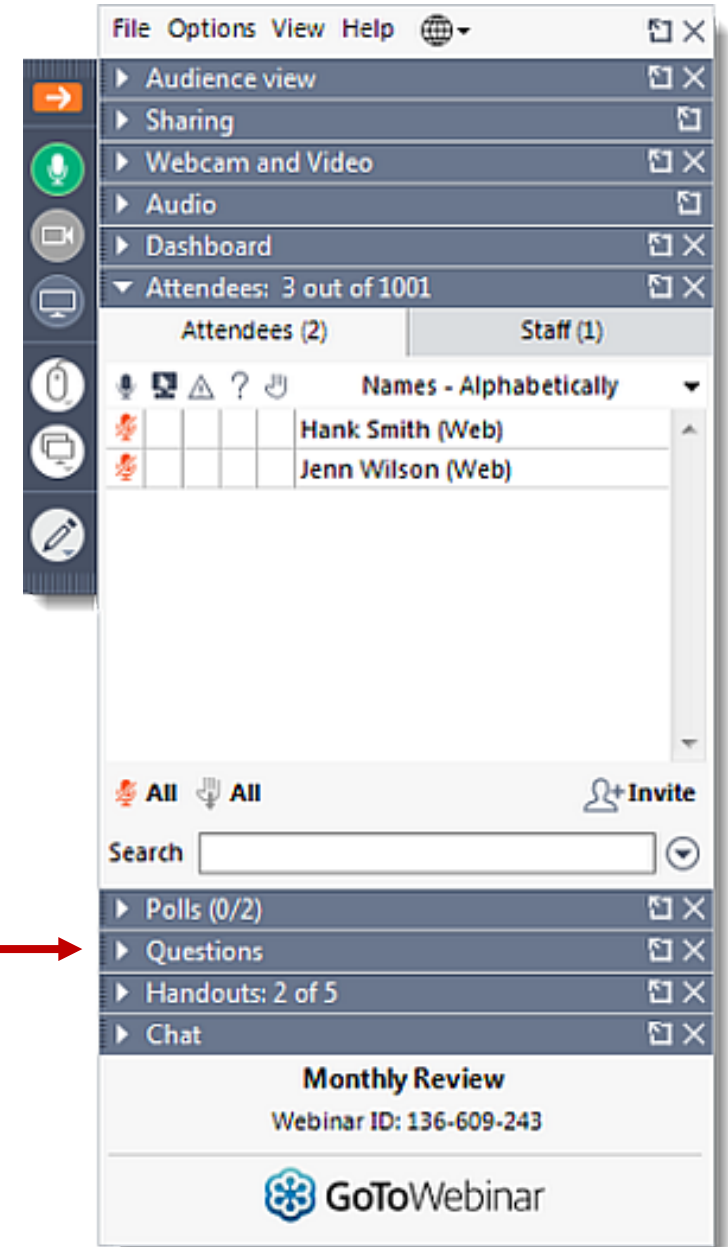 File Options View Help
Audience view
Sharing
Webcam and Video
Audio
Dashboard
Attendees: 3 out of 1001
Attendees (2) Staff (1)
? Names - Alphabetically
Hank Smith (Web)
Jenn Wilson (Web)
All All Invite
Search
Polls (0/2)
Questions
Handouts: 2 of 5
Chat
Monthly Review
Webinar ID: 136-609-243
GoToWebinar